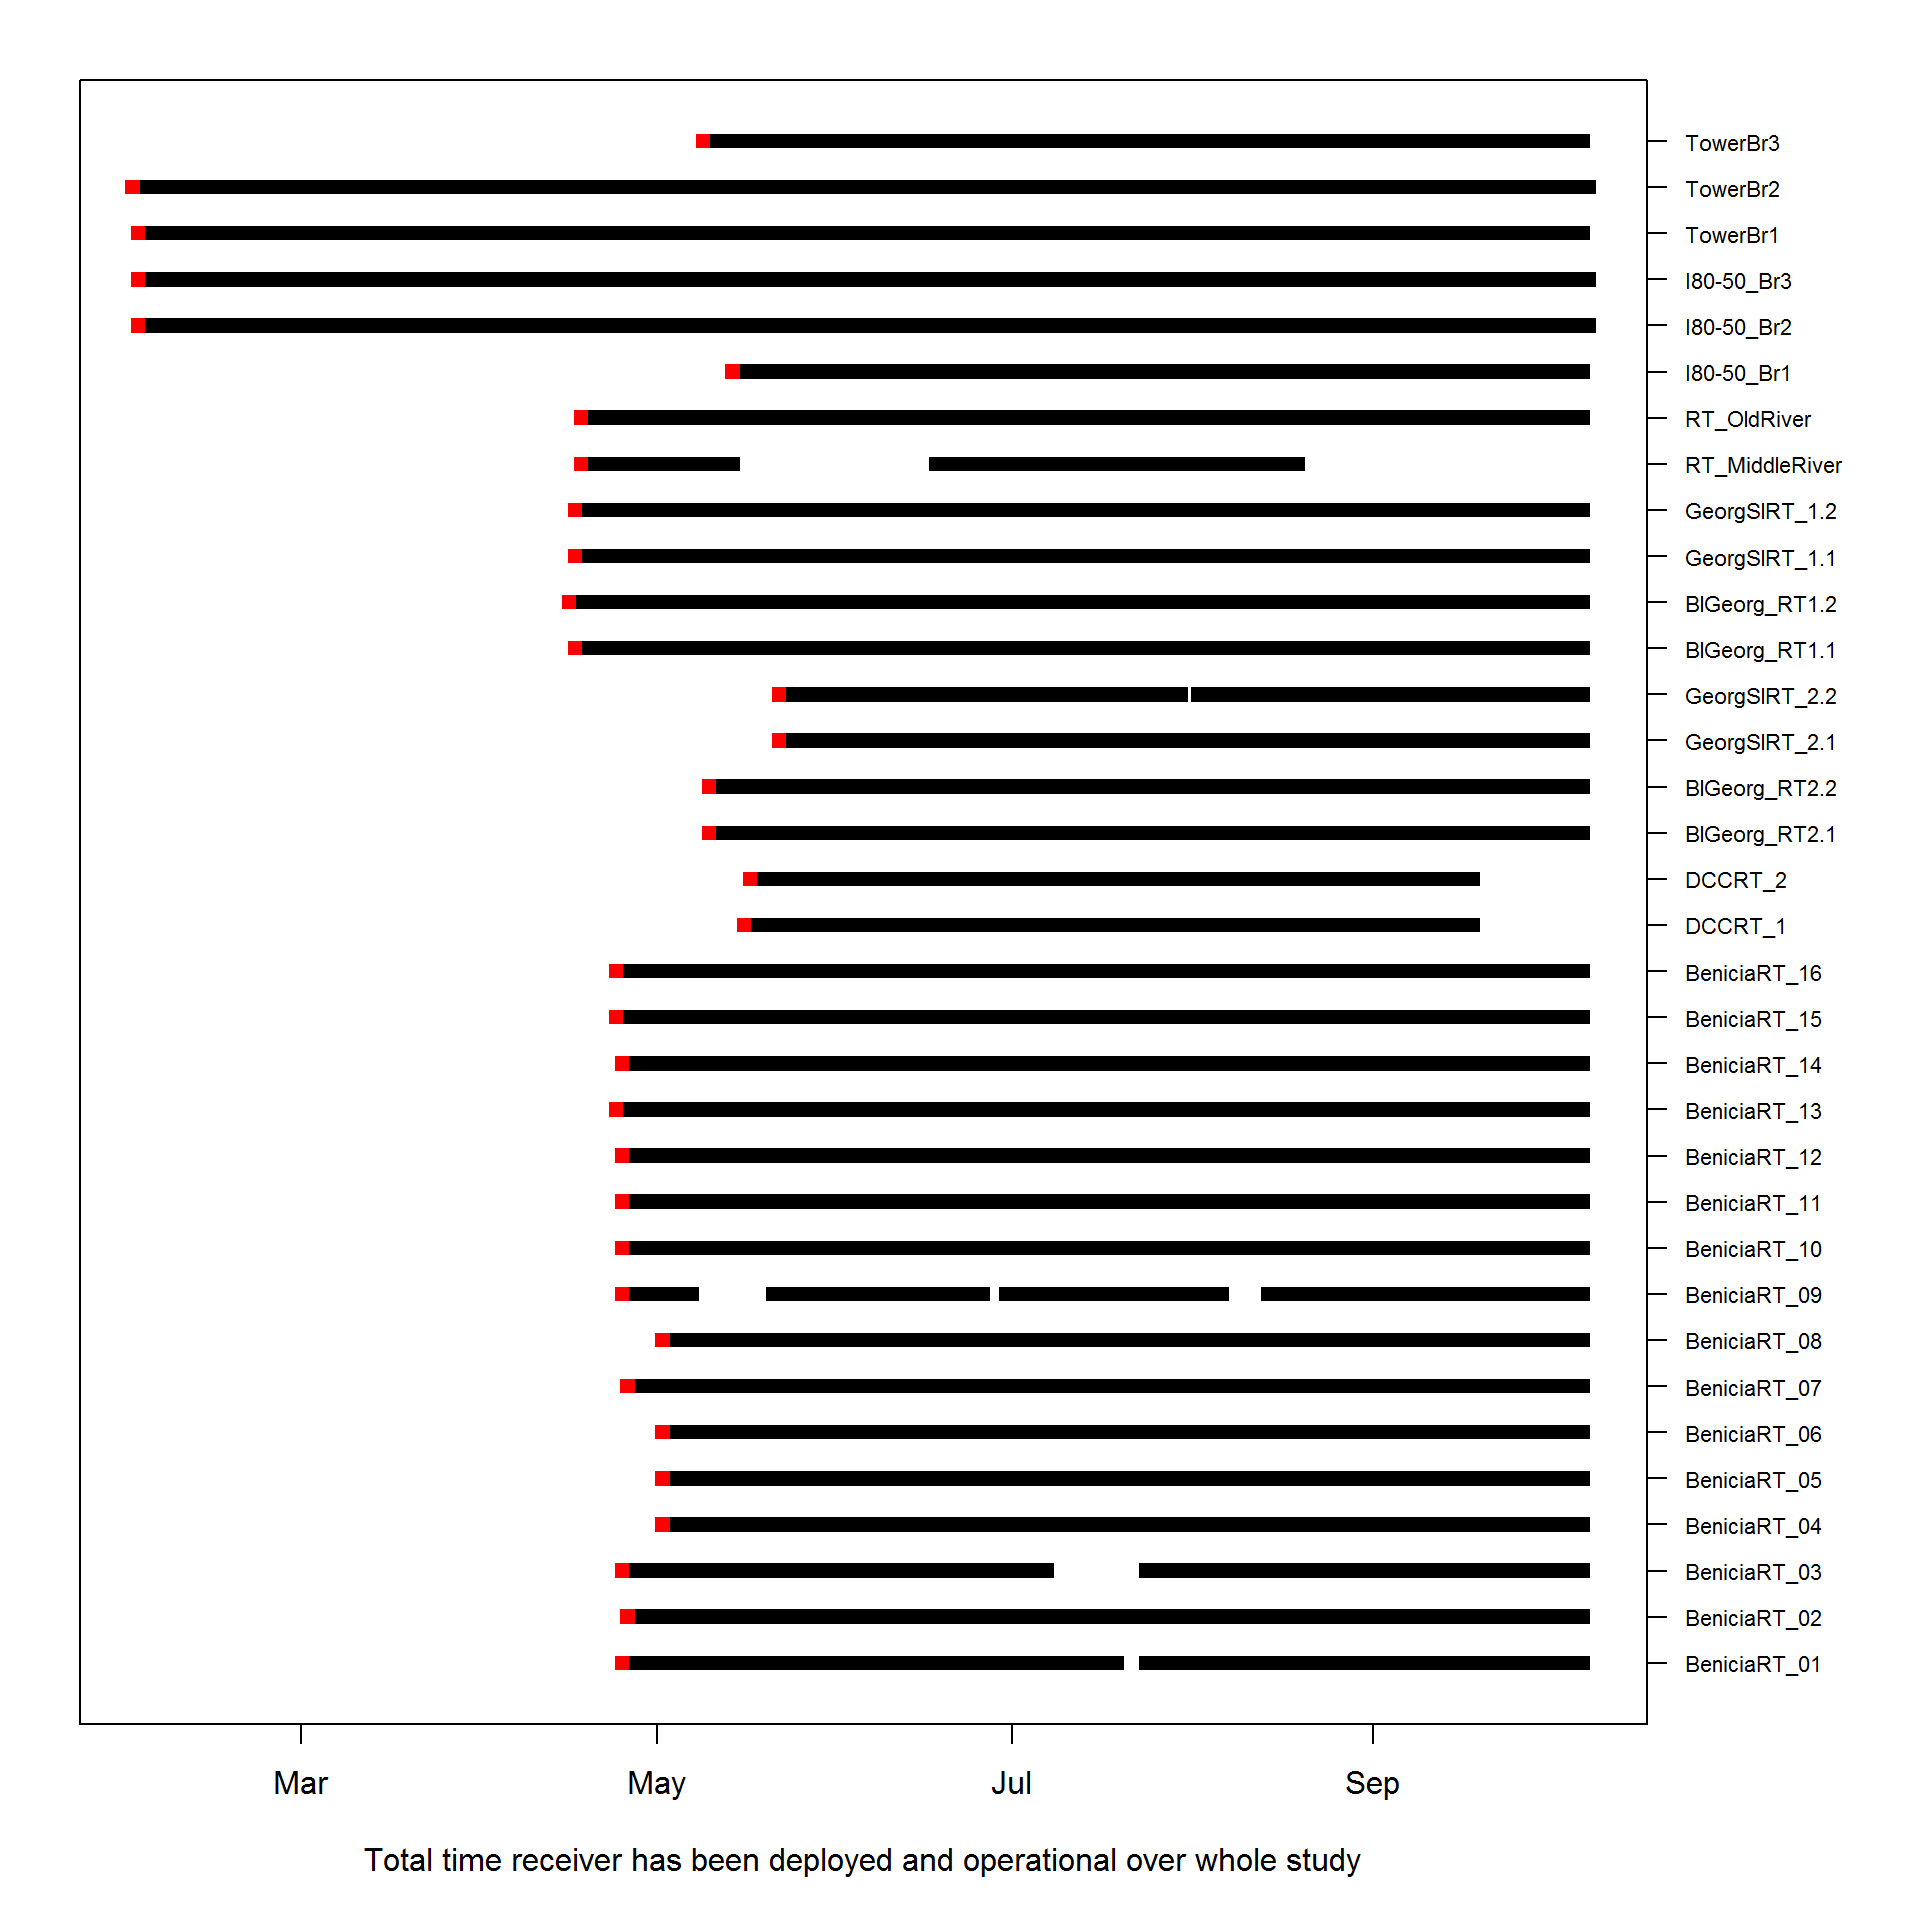 TowerBr3
TowerBr2
TowerBr1
I80-50_Br3
I80-50_Br2
I80-50_Br1
RT_OldRiver
RT_MiddleRiver
GeorgSlRT_1.2
GeorgSlRT_1.1
BlGeorg_RT1.2
BlGeorg_RT1.1
GeorgSlRT_2.2
GeorgSlRT_2.1
BlGeorg_RT2.2
BlGeorg_RT2.1
DCCRT_2
DCCRT_1
BeniciaRT_16
BeniciaRT_15
BeniciaRT_14
BeniciaRT_13
BeniciaRT_12
BeniciaRT_11
BeniciaRT_10
BeniciaRT_09
BeniciaRT_08
BeniciaRT_07
BeniciaRT_06
BeniciaRT_05
BeniciaRT_04
BeniciaRT_03
BeniciaRT_02
BeniciaRT_01
Mar May Jul Sep
Total time receiver has been deployed and operational over whole study